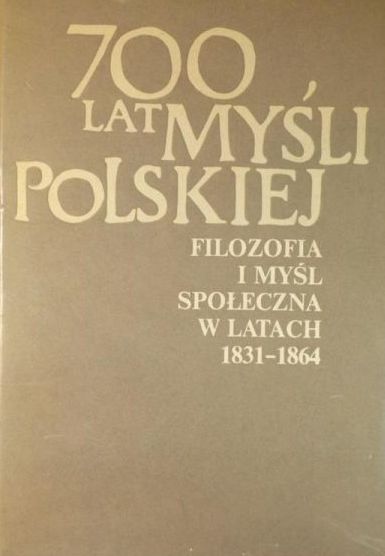 700
LAT MYŚLI
POLSKIEJ
FILOZOFIA
I MYŚL
SPOŁECZNA
W LATACH
1831-1864